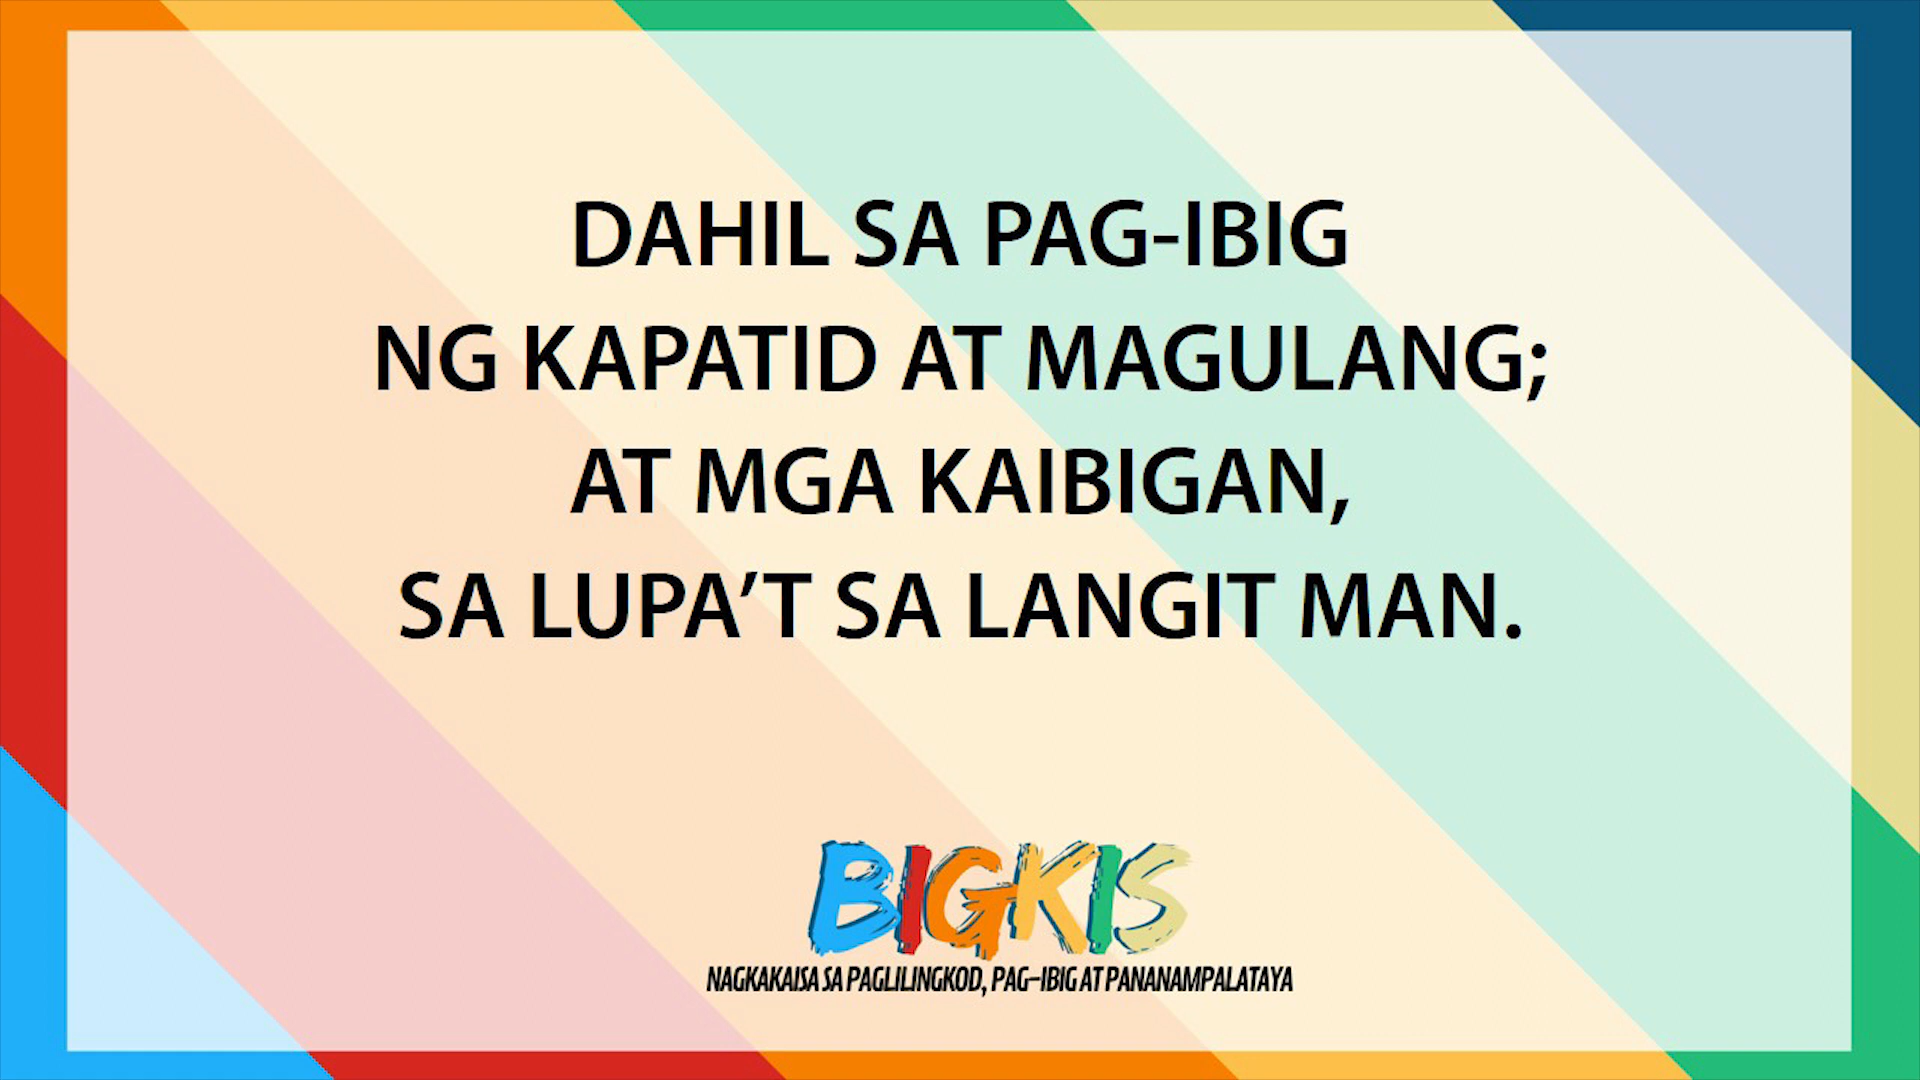 DAHIL SA PAG-IBIG
NG KAPATID AT MAGULANG;
AT MGA KAIBIGAN,
SA LUPA’T SA LANGIT MAN.
BIGKIS
NAGKAKAISA SA PAGLILINGKOD, PAG-IBIG AT PANANAMPALATAYA